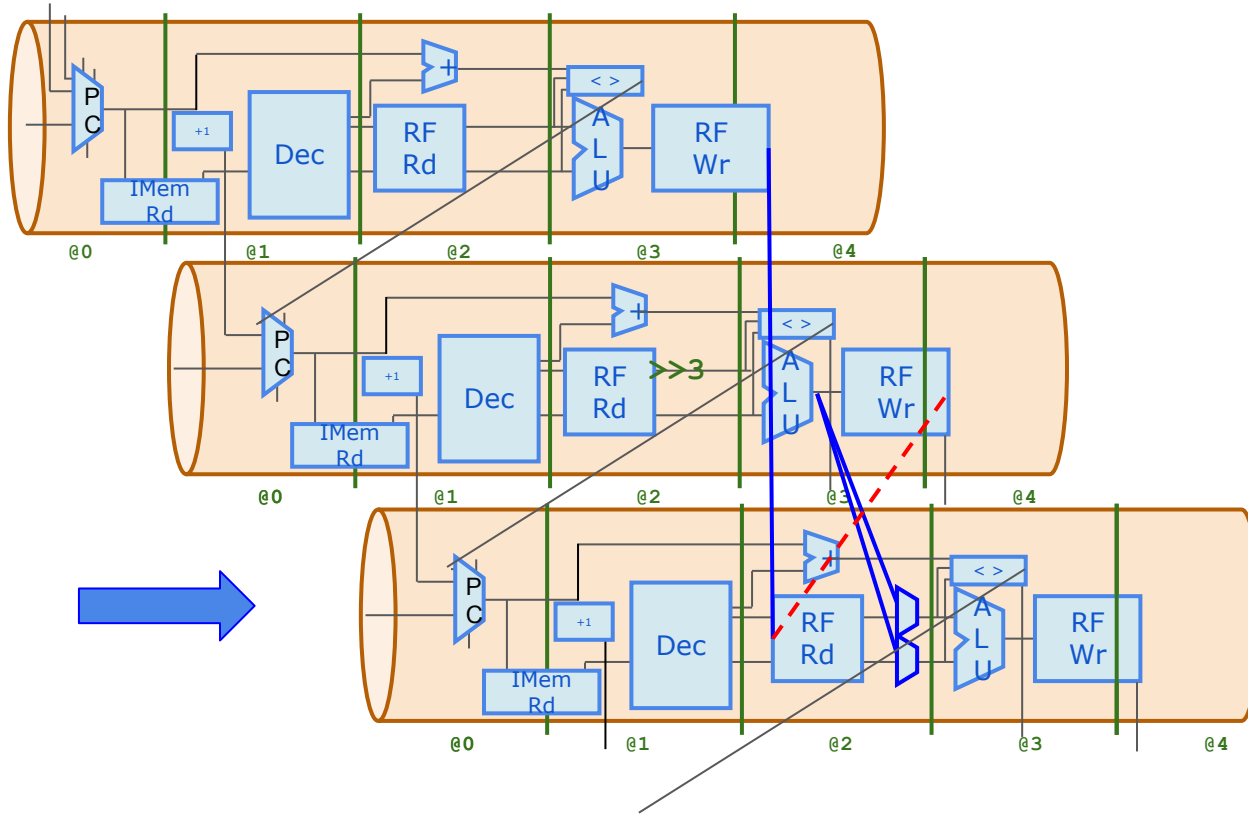 P
C
+1
IMem
Rd
Dec
RF
Rd
+
< >
A
L
U
RF
Wr
@0
@1
@2
@3
@4
P
C
+1
IMem
Rd
Dec
RF
Rd
>>3
+
< >
A
L
U
RF
Wr
@0
@1
@2
@3
@4
P
C
+1
IMem
Rd
Dec
RF
Rd
+
< >
A
L
U
RF
Wr
@0
@1
@2
@3
@4